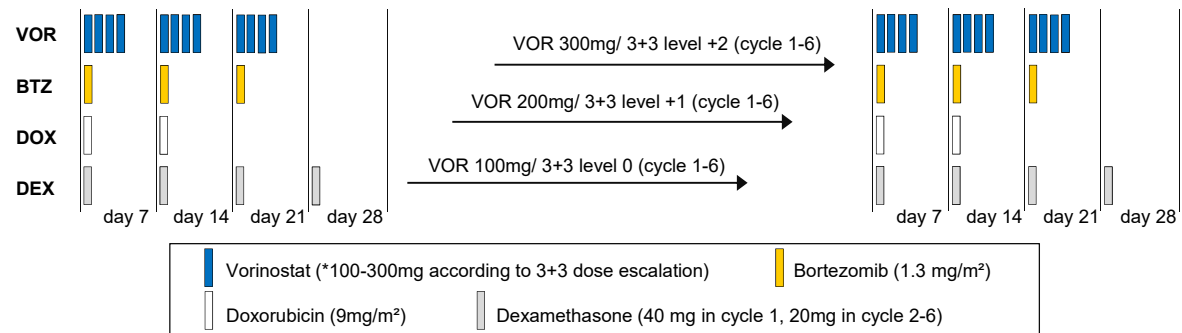 VOR
BTZ
DOX
DEX
day 7 day 14 day 21 day 28
VOR 300mg/ 3+3 level +2 (cycle 1-6)
VOR 200mg/ 3+3 level +1 (cycle 1-6)
VOR 100mg/ 3+3 level 0 (cycle 1-6)
day 7 day 14 day 21 day 28
Vorinostat (*100-300mg according to 3+3 dose escalation) Bortezomib (1.3 mg/m²)
Doxorubicin (9mg/m²) Dexamethasone (40 mg in cycle 1, 20mg in cycle 2-6)